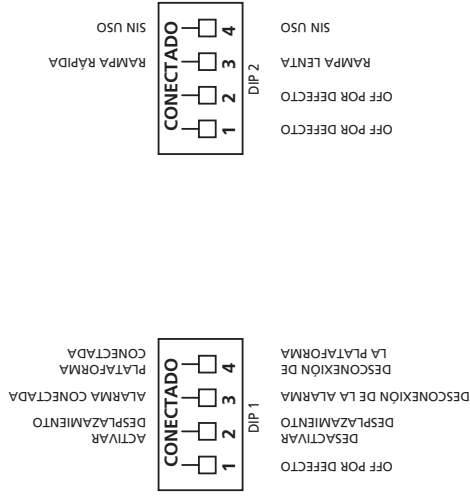 DIP 1
CONECTADO
OFF POR DEFECTO
1
DESACTIVAR
DESPLAZAMIENTO
2
ACTIVAR
DESPLAZAMIENTO
DESCONEXIÓN DE LA ALARMA
3
ALARMA CONECTADA
DESCONEXIÓN DE
LA PLATAFORMA
4
PLATAFORMA
CONECTADA
DIP 2
CONECTADO
OFF POR DEFECTO
1
OFF POR DEFECTO
2
RAMPA LENTA
3
RAMPA RÁPIDA
SIN USO
4
SIN USO